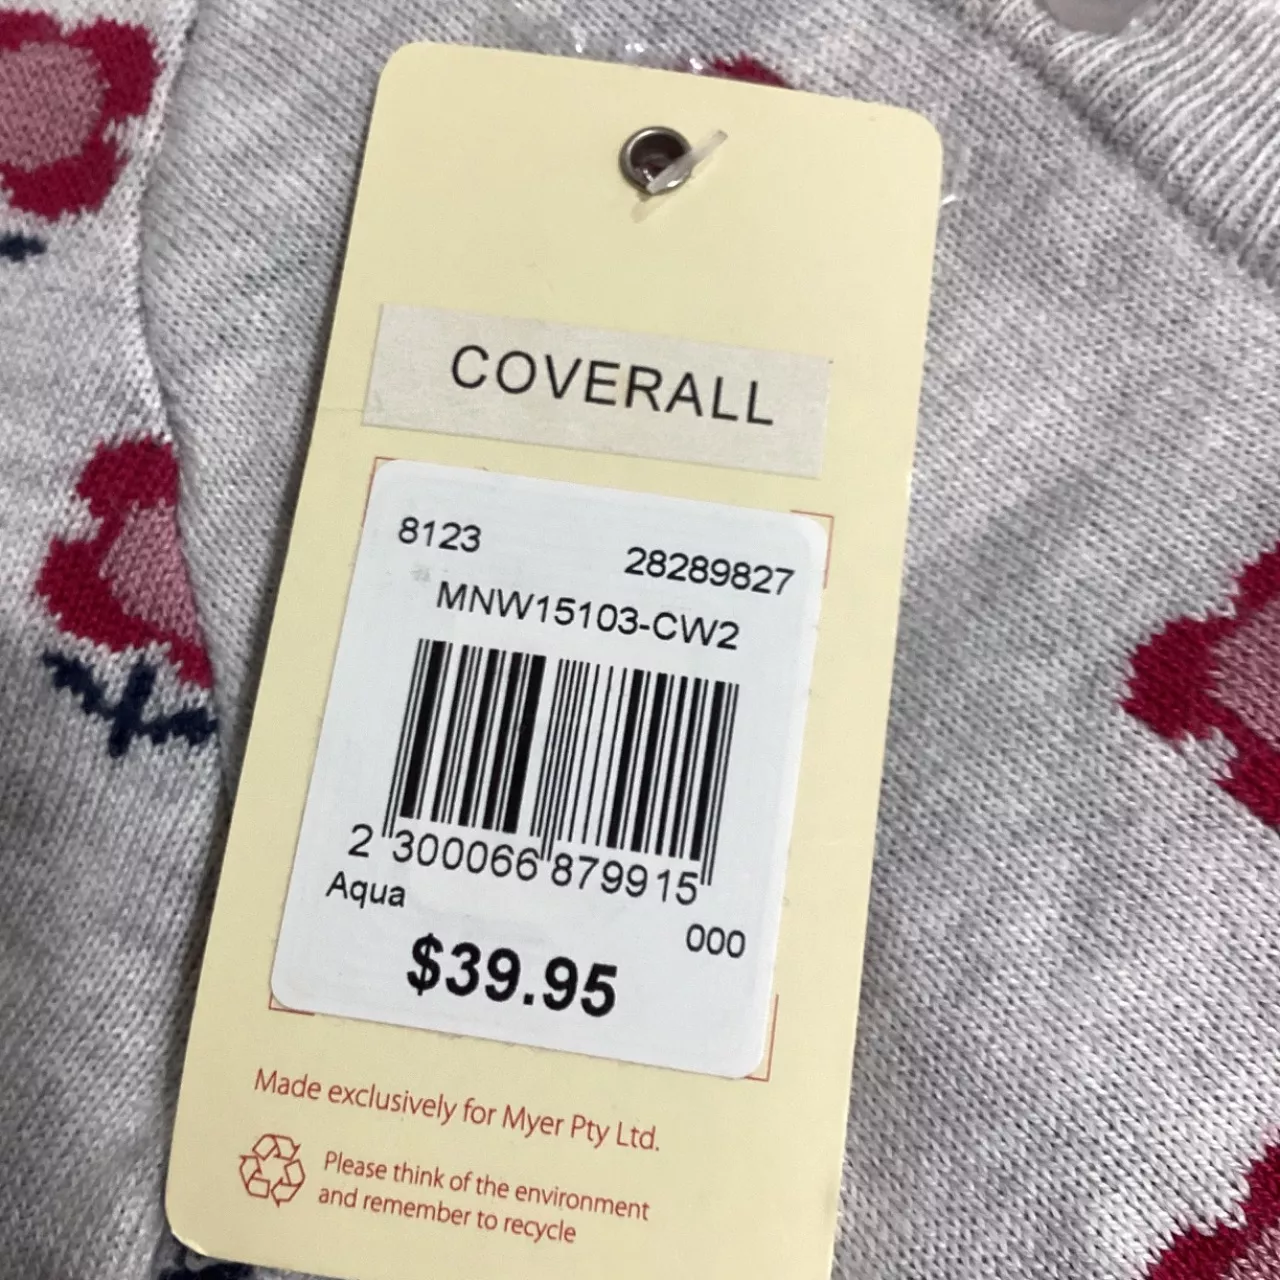 COVERALL
8123 28289827
MNW15103-CW2
2 300066 879915
Aqua 000
$39.95
Made exclusively for Myer Pty Ltd.
Please think of the environment
and remember to recycle